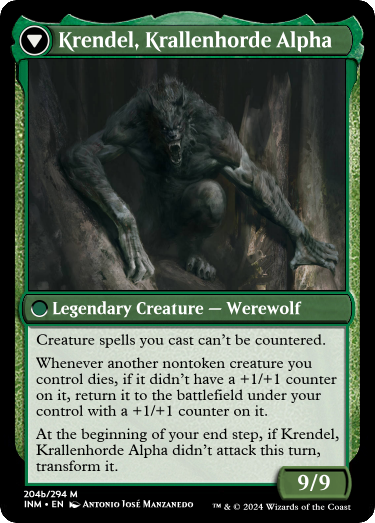 Krendel, Krallenhorde Alpha
Legendary Creature — Werewolf
Creature spells you cast can't be countered.
Whenever another nontoken creature you
control dies, if it didn't have a +1/+1 counter
on it, return it to the battlefield under your
control with a +1/+1 counter on it.
At the beginning of your end step, if Krendel,
Krallenhorde Alpha didn't attack this turn,
transform it.
9/9
204b/294 M
INM • EN Antonio José Manzanedo
™ & © 2024 Wizards of the Coast